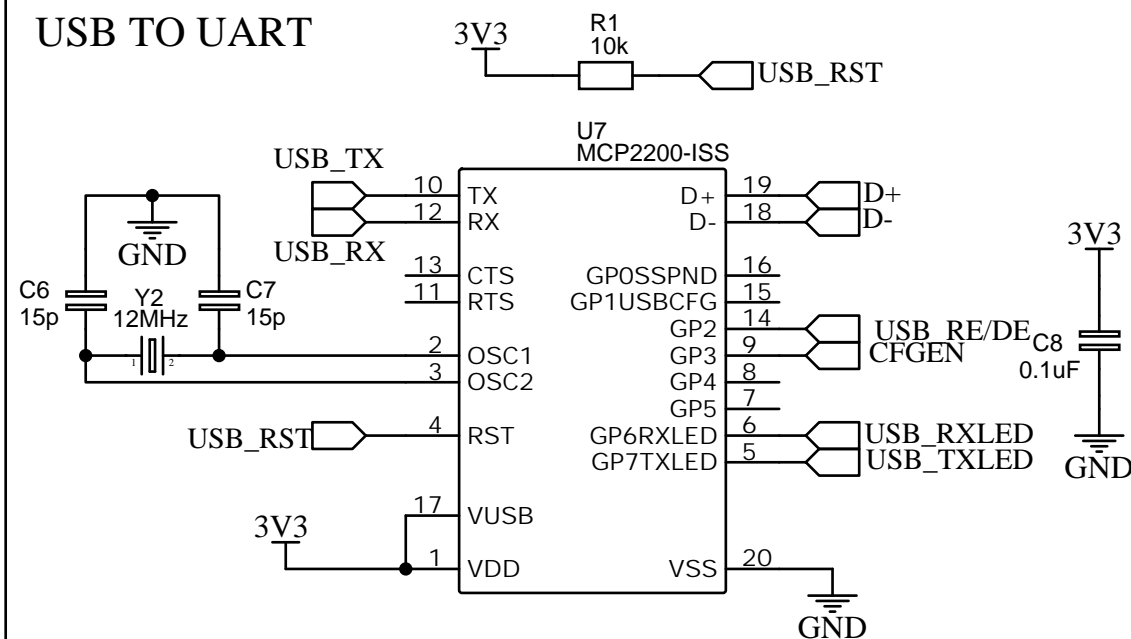 USB TO UART
3V3
R1
10k
USB_RST
U7
MCP2200-ISS
USB_TX
10
TX
D+
19
D+
12
RX
D-
18
D-
USB_RX
GND
3V3
13
CTS
GP0SSPND
16
C6
15p
Y2
12MHz
C7
15p
11
RTS
GP1USBCFG
15
GP2
14
USB_RE/DE
1
2
2
OSC1
GP3
9
CFGEN
C8
0.1uF
3
OSC2
GP4
8
GP5
7
USB_RST
4
RST
GP6RXLED
6
USB_RXLED
GP7TXLED
5
USB_TXLED
GND
17
VUSB
3V3
1
VDD
VSS
20
GND